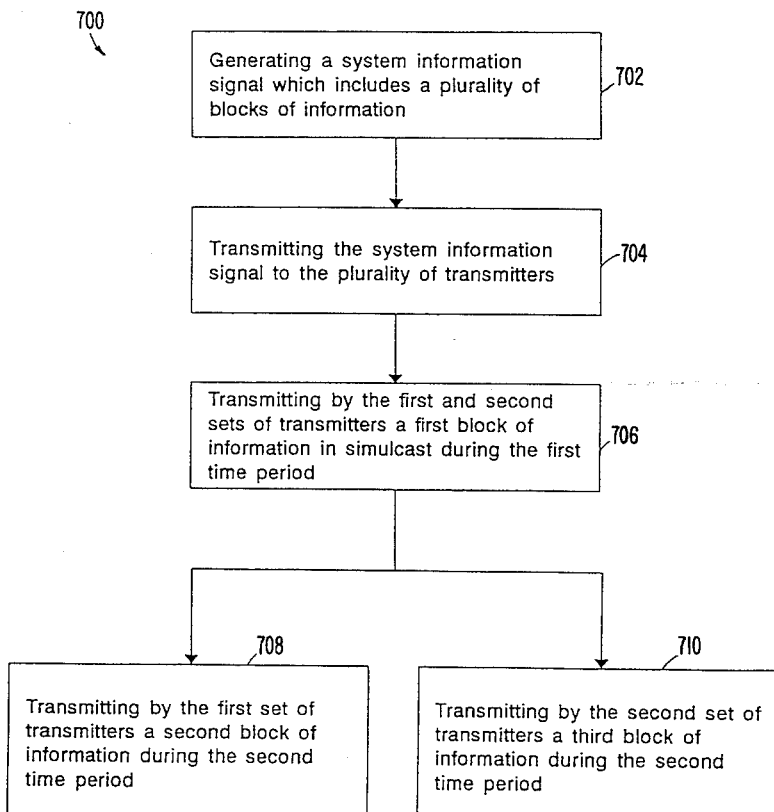 700
Generating a system information
signal which includes a plurality of
blocks of information
702
Transmitting the system information
signal to the plurality of transmitters
704
Transmitting by the first and second
sets of transmitters a first block of
information in simulcast during the first
time period
706
708
Transmitting by the first set of
transmitters a second block of
information during the second
time period
710
Transmitting by the second set of
transmitters a third block of
information during the second
time period